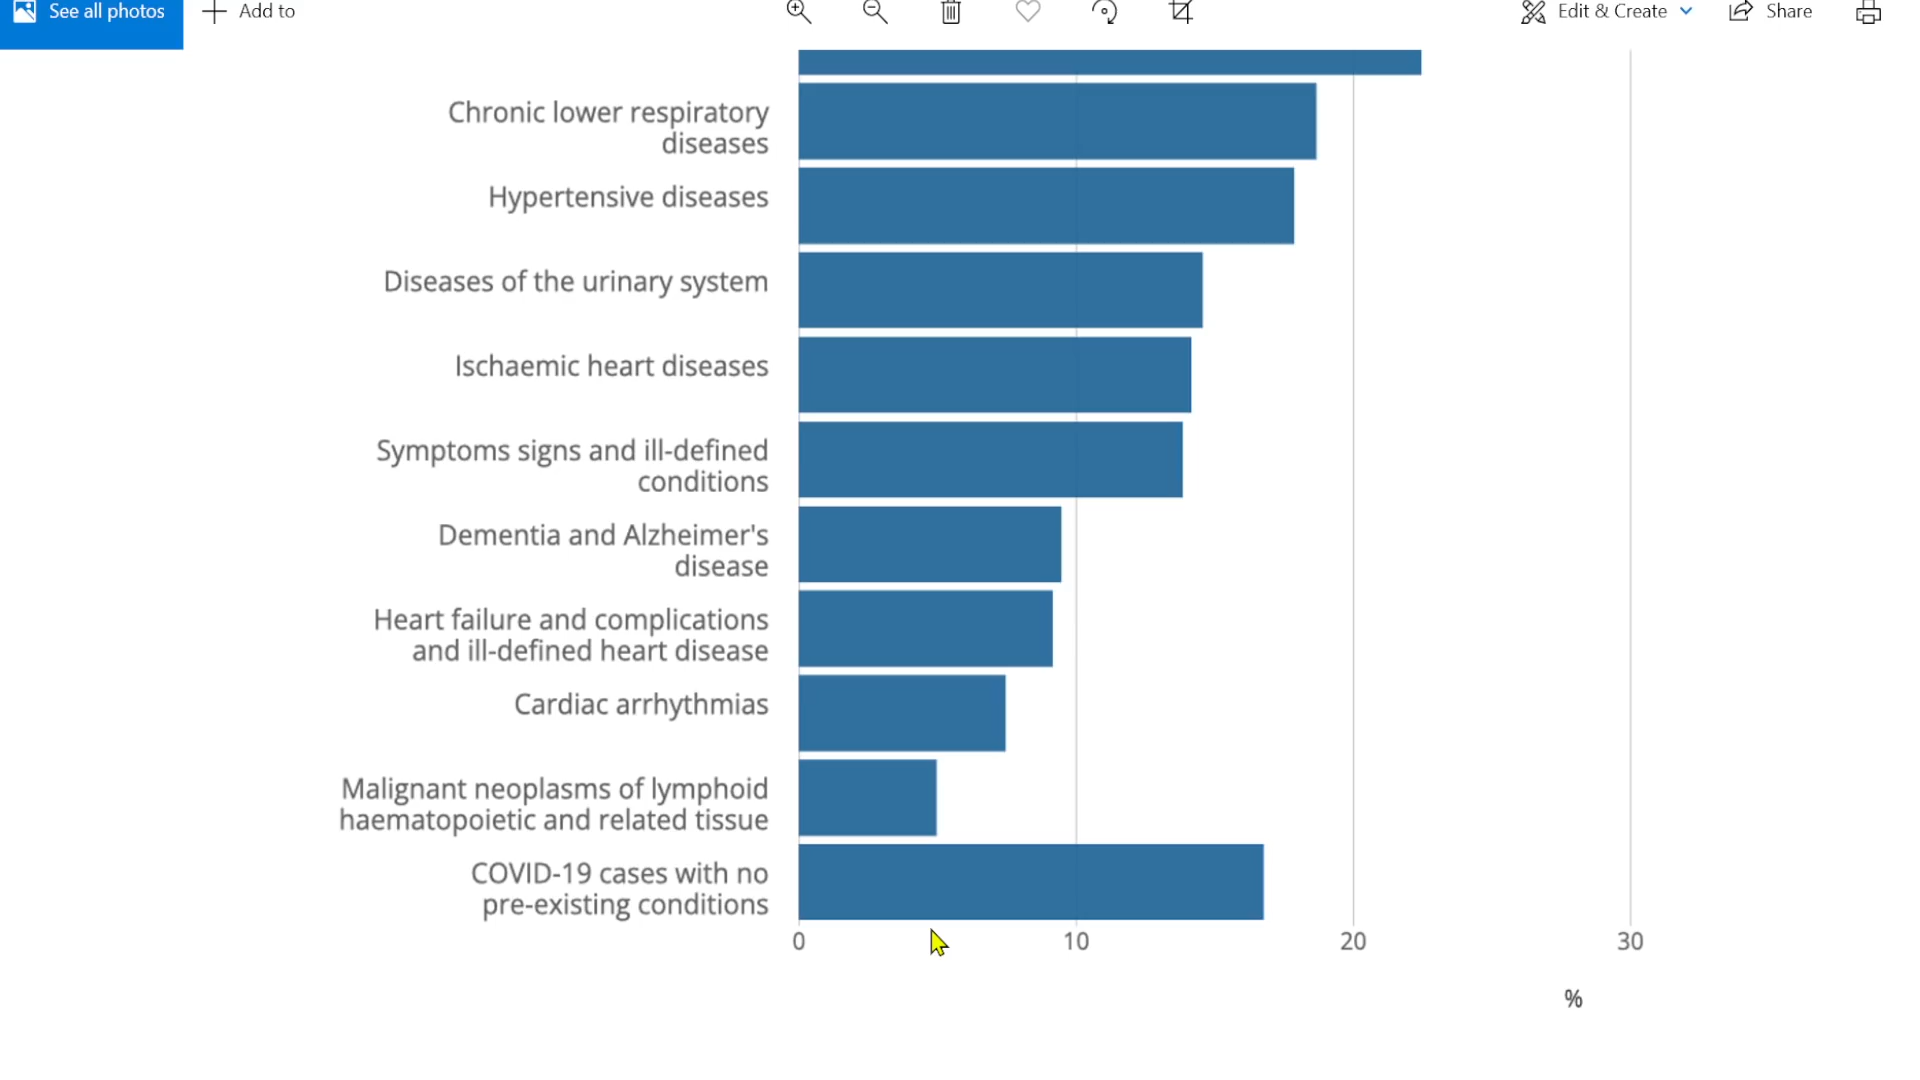 See all photos
Add to
Edit & Create
Share
Chronic lower respiratory
diseases
Hypertensive diseases
Diseases of the urinary system
Ischaemic heart diseases
Symptoms signs and ill-defined
conditions
Dementia and Alzheimer's
disease
Heart failure and complications
and ill-defined heart disease
Cardiac arrhythmias
Malignant neoplasms of lymphoid
haematopoietic and related tissue
COVID-19 cases with no
pre-existing conditions
0 10 20 30
%